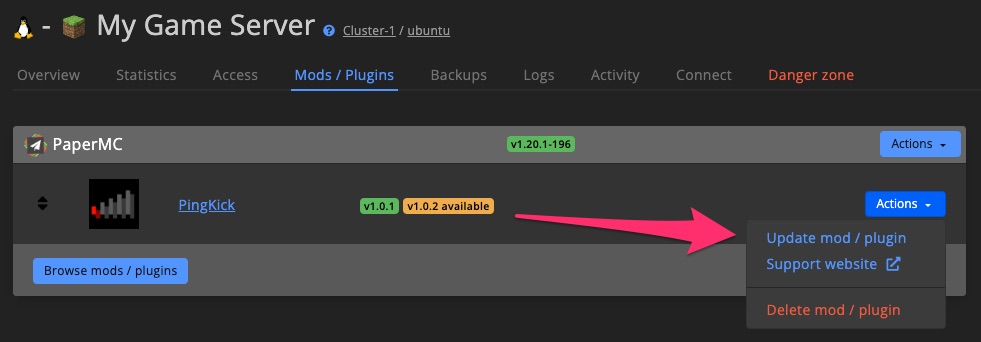 - My Game Server ? Cluster-1 / ubuntu
Overview Statistics Access Mods / Plugins Backups Logs Activity Connect Danger zone
PaperMC v1.20.1-196 Actions
PingKick v1.0.1 v1.0.2 available Actions
Update mod / plugin
Support website
Browse mods / plugins
Delete mod / plugin